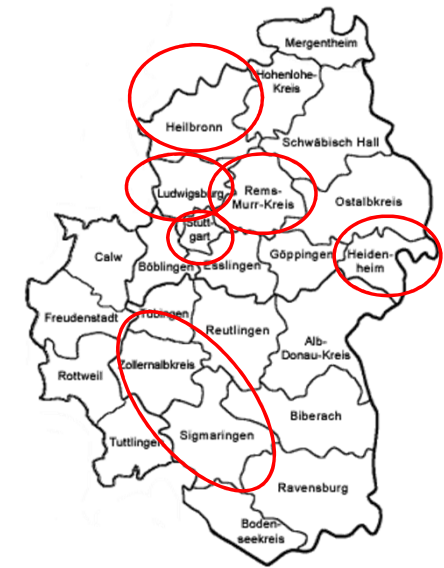 Mergentheim
Hohenlohe-
Kreis
Heilbronn
Schwäbisch Hall
Ludwigsburg
Rems-
Murr-Kreis
Ostalbkreis
Stutt-
gart
Calw
Böblingen
Esslingen
Göppingen
Heiden-
heim
Freudenstadt
Tübingen
Reutlingen
Alb-
Donau-Kreis
Rottweil
Zollernalbkreis
Biberach
Tuttlingen
Sigmaringen
Ravensburg
Boden-
seekreis